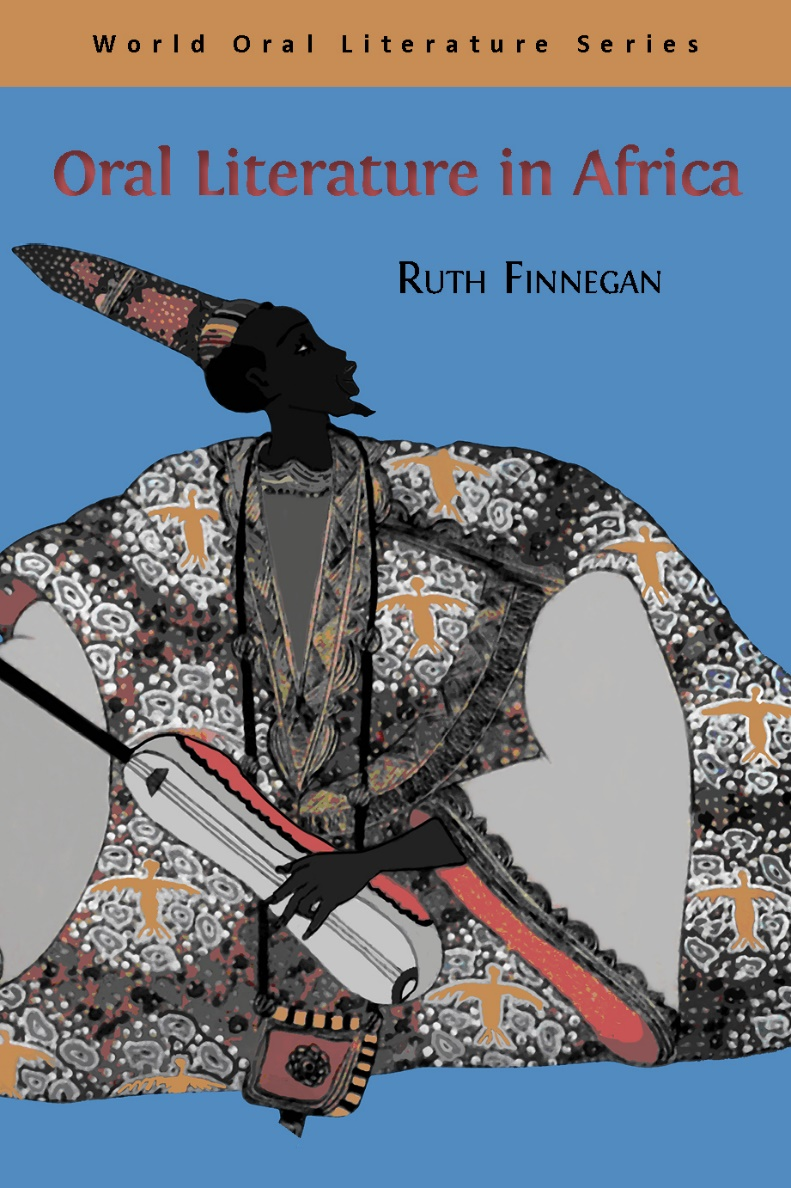 World Oral Literature Series
Oral Literature in Africa
Ruth Finnegan